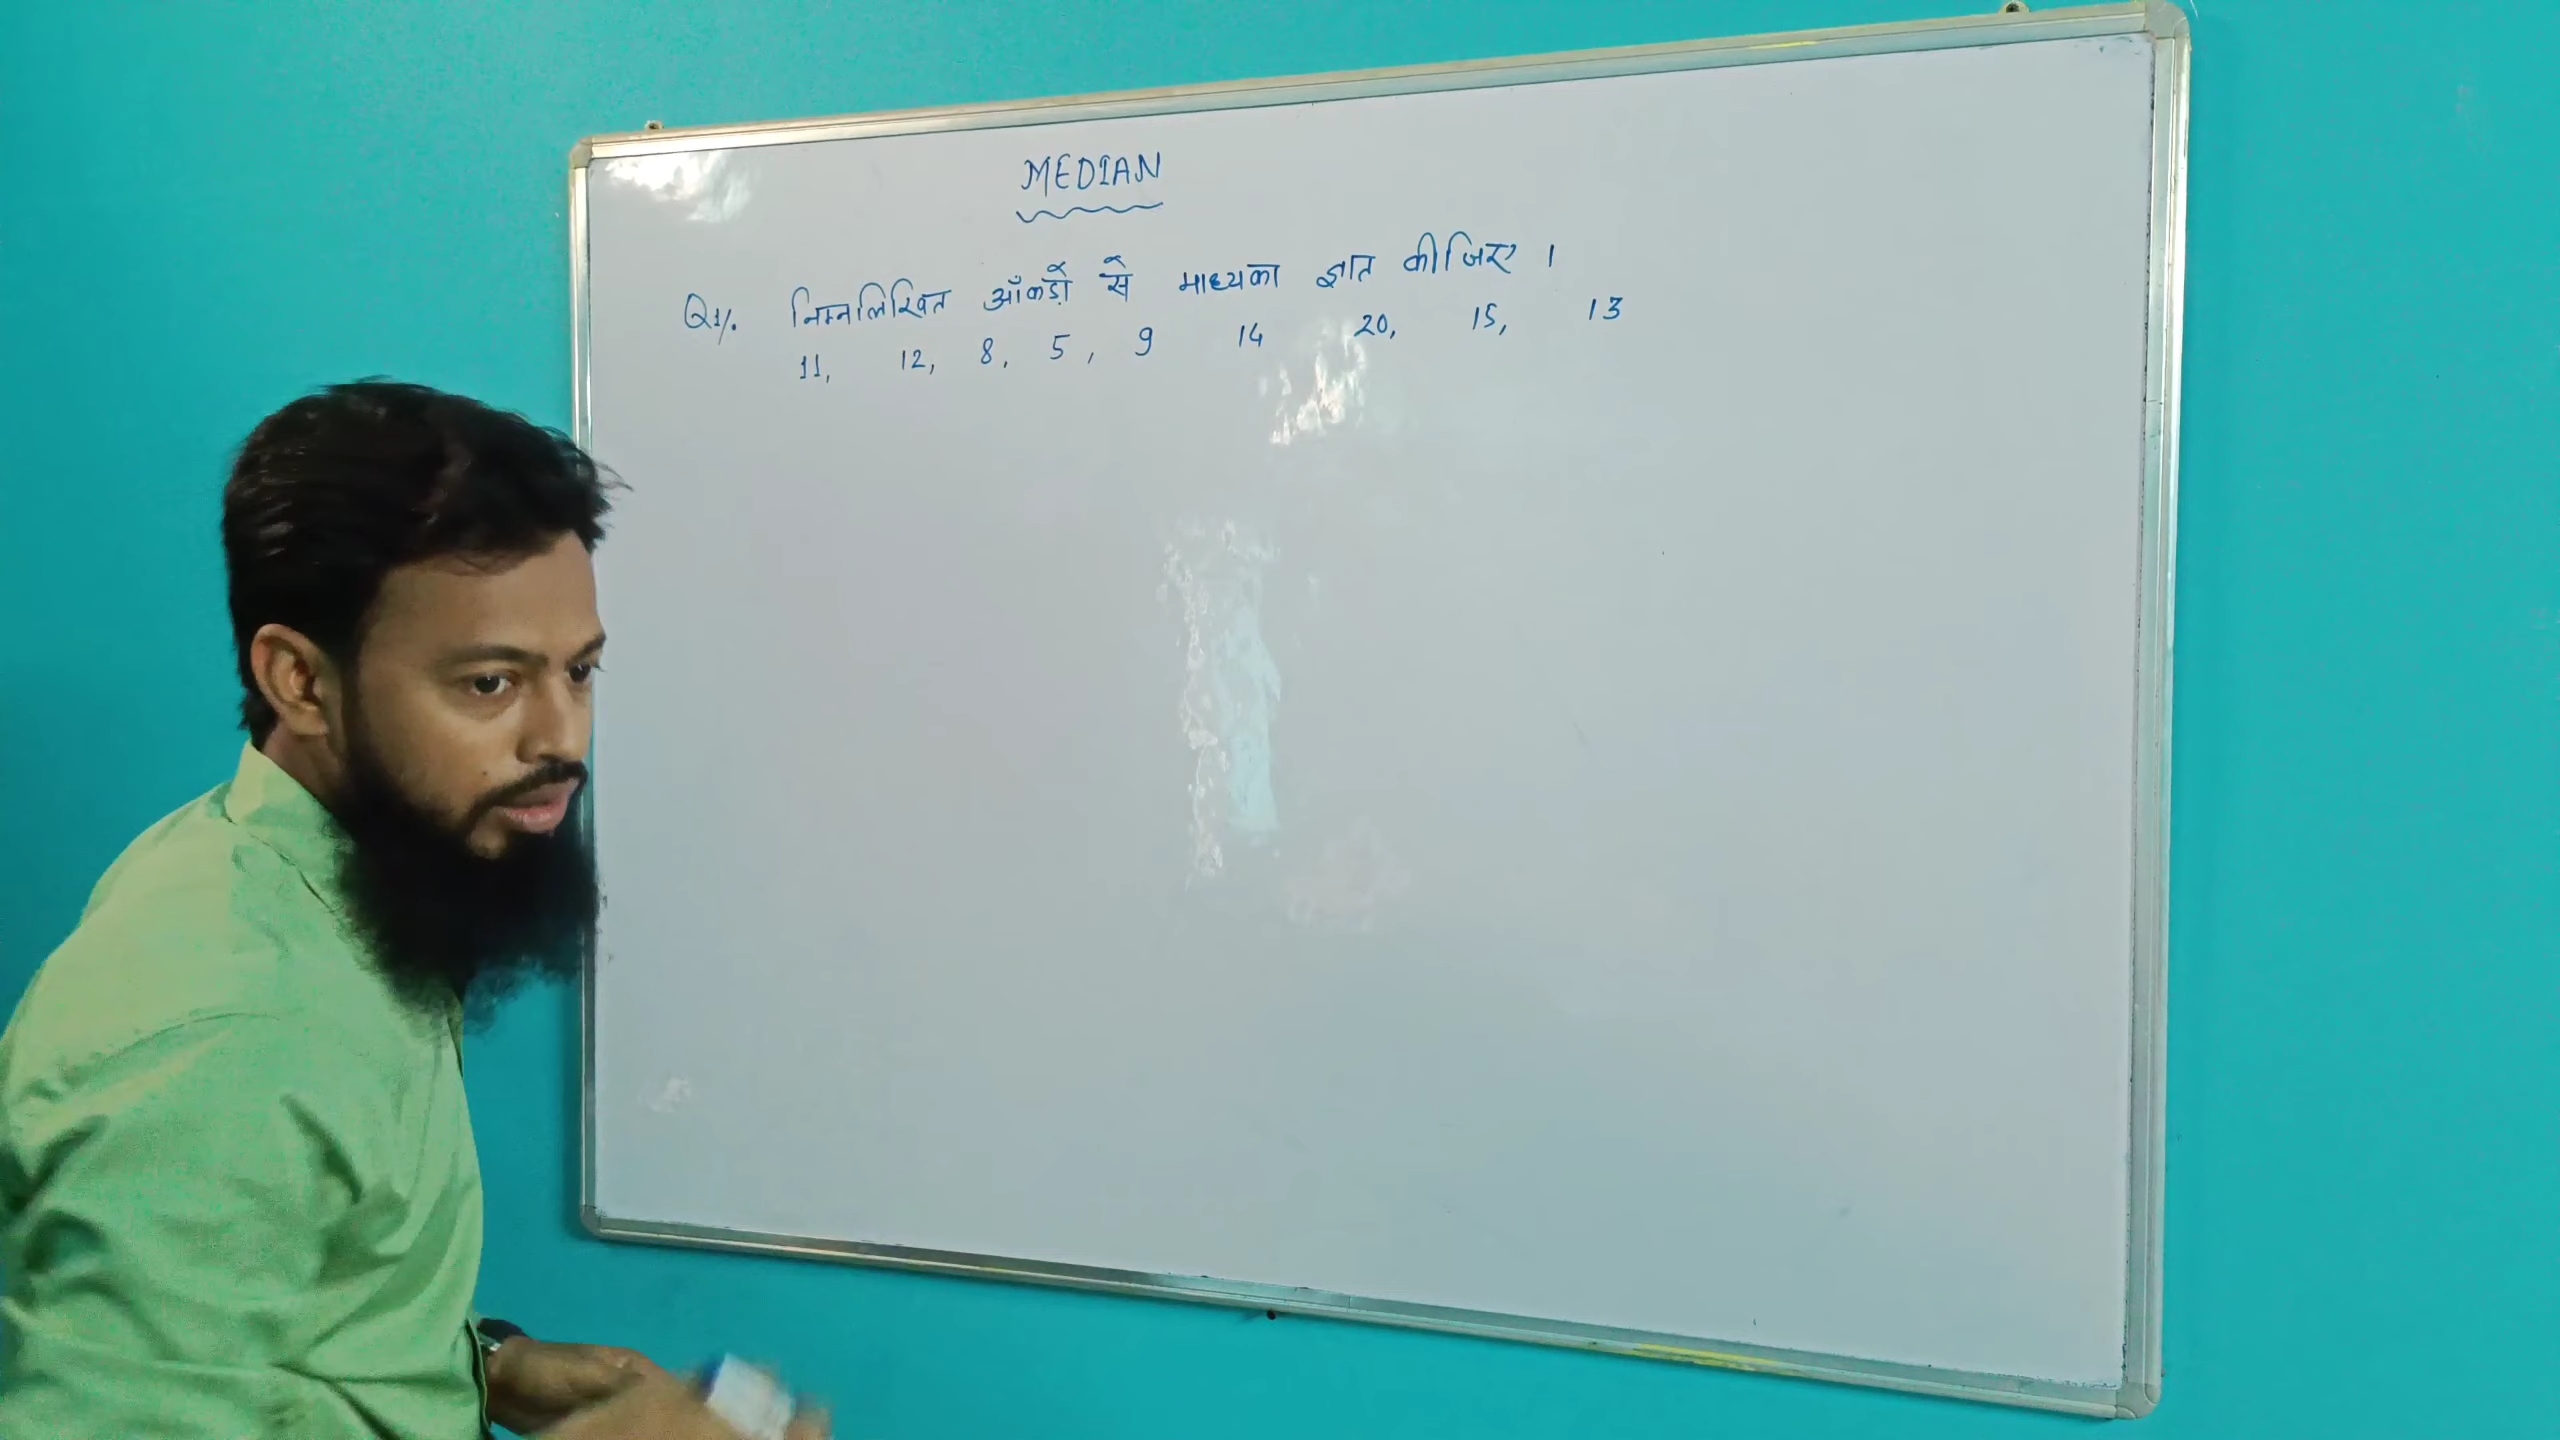 MEDIAN
Q1/. निम्नलिखित आँकड़ों से माध्यका ज्ञात कीजिए ।
11, 12, 8, 5, 9 14 20, 15, 13